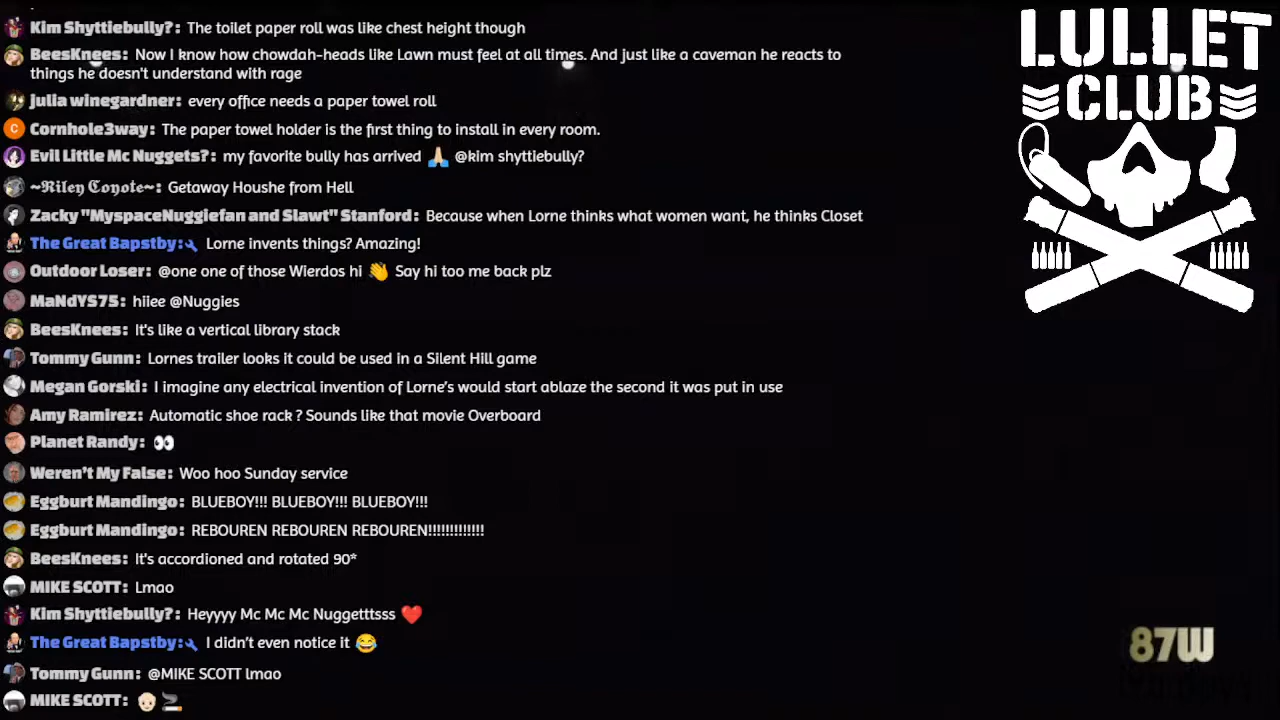 Kim Shyttiebully?: The toilet paper roll was like chest height though
BeesKnees: Now I know how chowdah-heads like Lawn must feel at all times. And just like a caveman he reacts to
things he doesn't understand with rage
julia winegardner: every office needs a paper towel roll
Cornhole3way: The paper towel holder is the first thing to install in every room.
Evil Little Mc Nuggets?: my favorite bully has arrived 🙏🏻 @kim shyttiebully?
~𝕽𝖎𝖑𝖊𝖞 𝕮𝖔𝖞𝖔𝖙𝖊~: Getaway Houshe from Hell
Zacky "MyspaceNuggiefan and Slawt" Stanford: Because when Lorne thinks what women want, he thinks Closet
The Great Bapstby: Lorne invents things? Amazing!
Outdoor Loser: @one one of those Wierdos hi 👋 Say hi too me back plz
MaNdYS75: hiiee @Nuggies
BeesKnees: It's like a vertical library stack
Tommy Gunn: Lornes trailer looks it could be used in a Silent Hill game
Megan Gorski: I imagine any electrical invention of Lorne's would start ablaze the second it was put in use
Amy Ramirez: Automatic shoe rack ? Sounds like that movie Overboard
Planet Randy: 👀
Weren't My False: Woo hoo Sunday service
Eggburt Mandingo: BLUEBOY!!! BLUEBOY!!! BLUEBOY!!!
Eggburt Mandingo: REBOUREN REBOUREN REBOUREN!!!!!!!!!!!!!
BeesKnees: It's accordioned and rotated 90*
MIKE SCOTT: Lmao
Kim Shyttiebully?: Heyyyy Mc Mc Mc Nuggetttsss ❤️
The Great Bapstby: I didn't even notice it 😂
Tommy Gunn: @MIKE SCOTT lmao
MIKE SCOTT: 👴🏻 🚬
LULLET
CLUB
C
87W